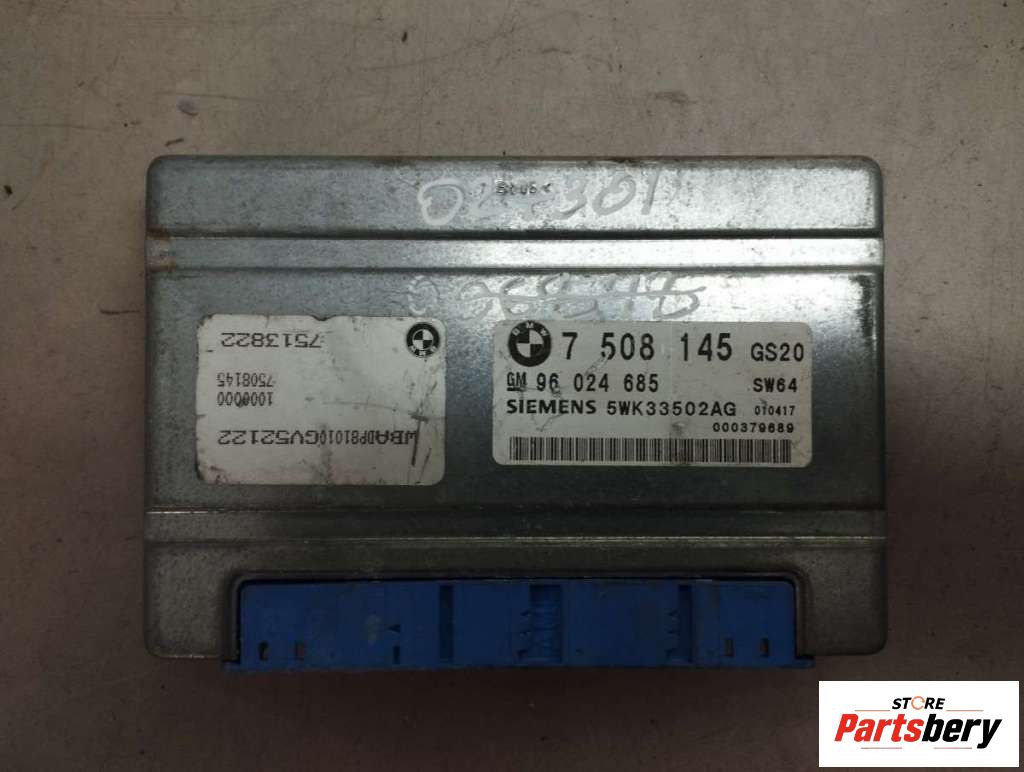 7513822
7508145
1000000
WBADP81010GV52122
BMW 7 508 145 GS20
GM 96 024 685 SW64
SIEMENS 5WK33502AG 010417
000379689
STORE
Partsbery